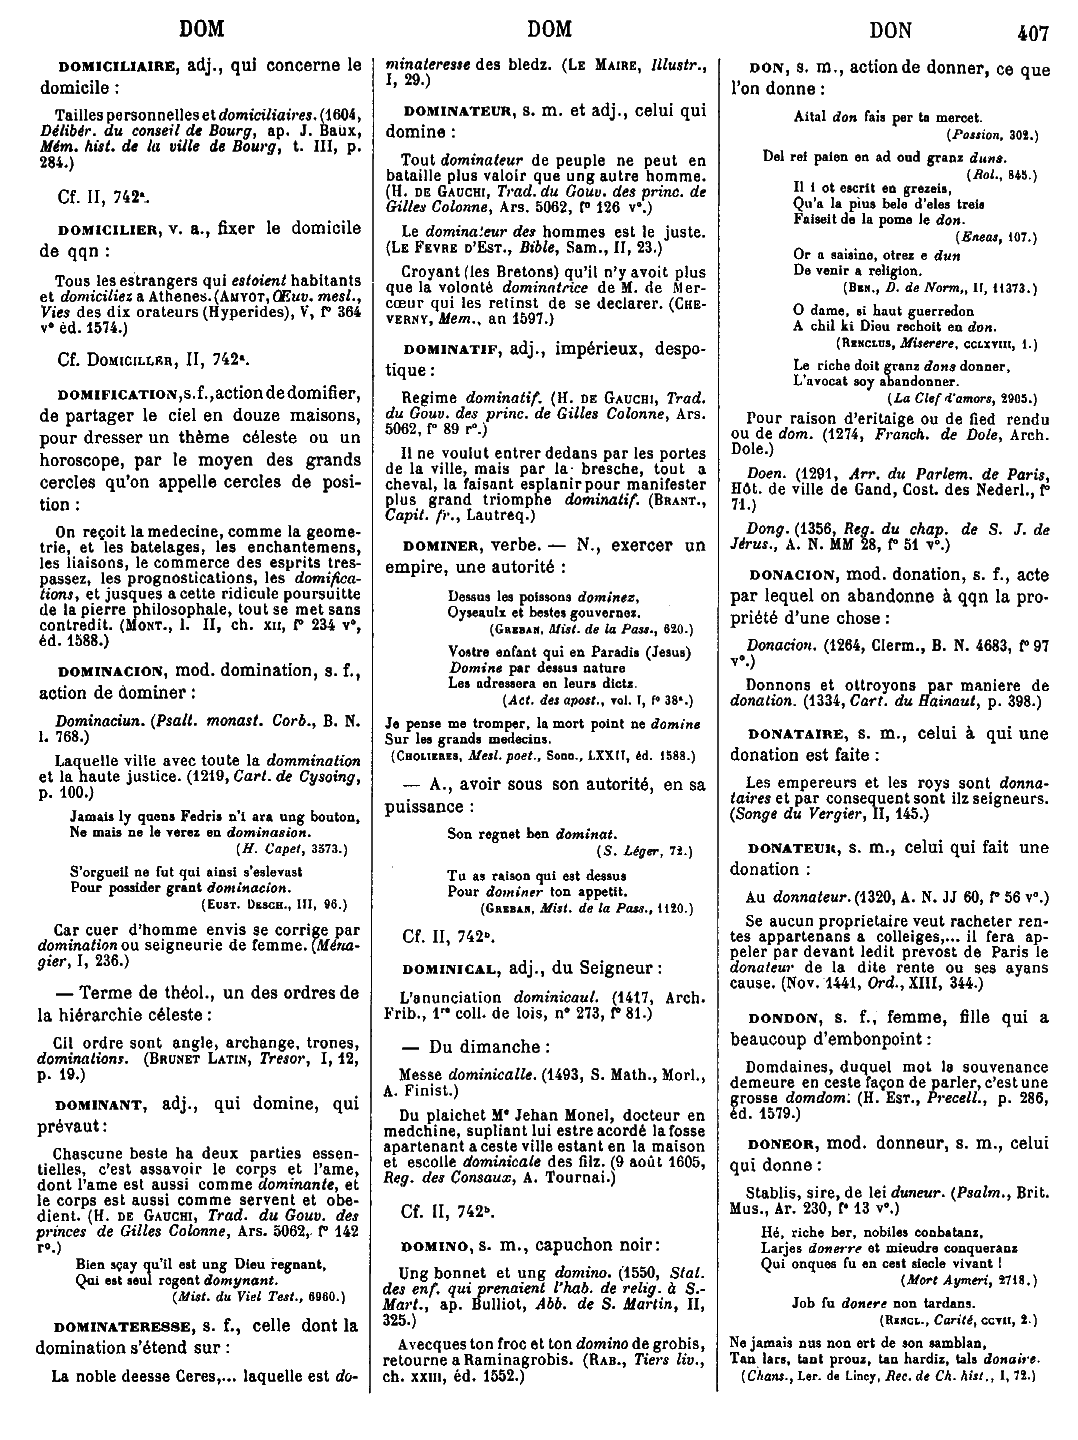 DOM
DOM
DON
407
DOMICILIAIRE, adj., qui concerne le
domicile :
Tailles personnelles et domiciliaires. (1604,
Délibér. du conseil de Bourg, ap. J. Baux,
Mém. hist. de la ville de Bourg, t. III, p.
284.)
Cf. II, 742ᵃ.
DOMICILIER, v. a., fixer le domicile
de qqn :
Tous les estrangers qui estoient habitants
et domiciliez a Athenes. (AMYOT, Œuv. mesl.,
Vies des dix orateurs (Hyperides), V, fº 364
vº éd. 1574.)
Cf. DOMICILLER, II, 742ᵃ.
DOMIFICATION, s. f., action de domifier,
de partager le ciel en douze maisons,
pour dresser un thème céleste ou un
horoscope, par le moyen des grands
cercles qu'on appelle cercles de posi-
tion :
On reçoit la medecine, comme la geome-
trie, et les batelages, les enchantemens,
les liaisons, le commerce des esprits tres-
passez, les prognostications, les domifica-
tions, et jusques a cette ridicule poursuitte
de la pierre philosophale, tout se met sans
contredit. (MONT., l. II, ch. XII, fº 234 vº,
éd. 1588.)
DOMINACION, mod. domination, s. f.,
action de dominer :
Dominaciun. (Psalt. monast. Corb., B. N.
l. 768.)
Laquelle ville avec toute la dommination
et la haute justice. (1219, Cart. de Cysoing,
p. 100.)
Jamais ly quens Fedris n'i ara ung bouton,
Ne mais ne le verez en dominasion.
(H. Capet, 3573.)
S'orgueil ne fut qui ainsi s'eslevast
Pour possider grant dominacion.
(EUST. DESCH., III, 96.)
Car cuer d'homme envis se corrige par
domination ou seigneurie de femme. (Ména-
gier, I, 236.)
— Terme de théol., un des ordres de
la hiérarchie céleste :
Cil ordre sont angle, archange, trones,
dominations. (BRUNET LATIN, Tresor, I, 12,
p. 19.)
DOMINANT, adj., qui domine, qui
prévaut :
Chascune beste ha deux parties essen-
tielles, c'est assavoir le corps et l'ame,
dont l'ame est aussi comme dominante, et
le corps est aussi comme servent et obe-
dient. (H. DE GAUCHI, Trad. du Gouv. des
princes de Gilles Colonne, Ars. 5062, fº 142
rº.)
Bien sçay qu'il est ung Dieu regnant,
Qui est seul regent domynant.
(Mist. du Viel Test., 6960.)
DOMINATERESSE, s. f., celle dont la
domination s'étend sur :
La noble deesse Ceres,... laquelle est do-
minateresse des bledz. (LE MAIRE, Illustr.,
I, 29.)
DOMINATEUR, s. m. et adj., celui qui
domine :
Tout dominateur de peuple ne peut en
bataille plus valoir que ung autre homme.
(H. DE GAUCHI, Trad. du Gouv. des princ. de
Gilles Colonne, Ars. 5062, fº 126 vº.)
Le dominateur des hommes est le juste.
(LE FEVRE D'EST., Bible, Sam., II, 23.)
Croyant (les Bretons) qu'il n'y avoit plus
que la volonté dominatrice de M. de Mer-
cœur qui les retinst de se declarer. (CHE-
VERNY, Mem., an 1597.)
DOMINATIF, adj., impérieux, despo-
tique :
Regime dominatif. (H. DE GAUCHI, Trad.
du Gouv. des princ. de Gilles Colonne, Ars.
5062, fº 89 rº.)
Il ne voulut entrer dedans par les portes
de la ville, mais par la bresche, tout a
cheval, la faisant esplanir pour manifester
plus grand triomphe dominatif. (BRANT.,
Capit. fr., Lautreq.)
DOMINER, verbe. — N., exercer un
empire, une autorité :
Dessus les poissons dominez,
Oyseaulx et bestes gouvernez.
(GREBAN, Mist. de la Pass., 620.)
Vostre enfant qui en Paradis (Jesus)
Domine par dessus nature
Les adressera en leurs dictz.
(Act. des apost., vol. I, fº 38ᵃ.)
Je pense me tromper, la mort point ne domine
Sur les grands medecins.
(CHOLIERES, Mesl. poet., Sonn., LXXII, éd. 1588.)
— A., avoir sous son autorité, en sa
puissance :
Son regnet ben dominat.
(S. Léger, 72.)
Tu as raison qui est dessus
Pour dominer ton appetit.
(GREBAN, Mist. de la Pass., 1120.)
Cf. II, 742ᵇ.
DOMINICAL, adj., du Seigneur :
L'anunciation dominicaul. (1417, Arch.
Frib., 1ʳᵉ coll. de lois, nº 273, fº 81.)
— Du dimanche :
Messe dominicalle. (1493, S. Math., Morl.,
A. Finist.)
Du plaichet Mᵉ Jehan Monel, docteur en
medchine, supliant lui estre acordé la fosse
apartenant a ceste ville estant en la maison
et escolle dominicale des filz. (9 août 1605,
Reg. des Consaux, A. Tournai.)
Cf. II, 742ᵇ.
DOMINO, s. m., capuchon noir :
Ung bonnet et ung domino. (1550, Stat.
des enf. qui prenaient l'hab. de relig. à S.-
Mart., ap. Bulliot, Abb. de S. Martin, II,
325.)
Avecques ton froc et ton domino de grobis,
retourne a Raminagrobis. (RAB., Tiers liv.,
ch. XXIII, éd. 1552.)
DON, s. m., action de donner, ce que
l'on donne :
Aital don fais per ta mercet.
(Passion, 302.)
Del rei paien en ad oud granz duns.
(Rol., 845.)
Il i ot escrit en grezeis,
Qu'a la plus bele d'eles treis
Faiseit de la pome le don.
(Eneas, 107.)
Or a saisine, otrez e dun
De venir a religion.
(BEN., D. de Norm., II, 11373.)
O dame, si haut guerredon
A chil ki Dieu rechoit en don.
(RENCLUS, Miserere, CCLXVIII, 1.)
Le riche doit granz dons donner,
L'avocat soy abandonner.
(La Clef d'amors, 2905.)
Pour raison d'eritaige ou de fied rendu
ou de dom. (1274, Franch. de Dole, Arch.
Dole.)
Doen. (1291, Arr. du Parlem. de Paris,
Hôt. de ville de Gand, Cost. des Nederl., fº
71.)
Dong. (1356, Reg. du chap. de S. J. de
Jérus., A. N. MM 28, fº 51 vº.)
DONACION, mod. donation, s. f., acte
par lequel on abandonne à qqn la pro-
priété d'une chose :
Donacion. (1264, Clerm., B. N. 4683, fº 97
vº.)
Donnons et ottroyons par maniere de
donation. (1334, Cart. du Hainaut, p. 398.)
DONATAIRE, s. m., celui à qui une
donation est faite :
Les empereurs et les roys sont donna-
taires et par consequent sont ilz seigneurs.
(Songe du Vergier, II, 145.)
DONATEUR, s. m., celui qui fait une
donation :
Au donnateur. (1320, A. N. JJ 60, fº 56 vº.)
Se aucun proprietaire veut racheter ren-
tes appartenans a colleiges,... il fera ap-
peler par devant ledit prevost de Paris le
donateur de la dite rente ou ses ayans
cause. (Nov. 1441, Ord., XIII, 344.)
DONDON, s. f., femme, fille qui a
beaucoup d'embonpoint :
Domdaines, duquel mot la souvenance
demeure en ceste façon de parler, c'est une
grosse domdom. (H. EST., Precell., p. 286,
éd. 1579.)
DONEOR, mod. donneur, s. m., celui
qui donne :
Stablis, sire, de lei duneur. (Psalm., Brit.
Mus., Ar. 230, fº 13 vº.)
Hé, riche ber, nobiles conbatanz,
Larjes donerre et mieudre conqueranz
Qui onques fu en cest siecle vivant !
(Mort Aymeri, 2718.)
Job fu donere non tardans.
(RENCL., Carité, CCVII, 2.)
Ne jamais nus non ert de son samblan,
Tan lars, tant prouz, tan hardiz, tals donaire.
(Chans., Ler. de Lincy, Rec. de Ch. hist., I, 72.)